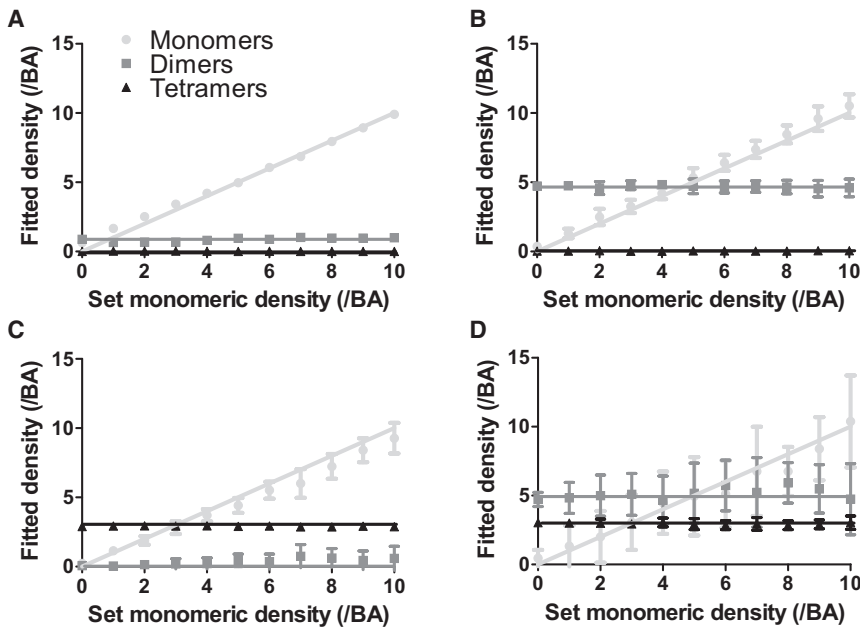 A
Fitted density (/BA)
15
10
5
0
Monomers
Dimers
Tetramers
0 2 4 6 8 10
Set monomeric density (/BA)
B
Fitted density (/BA)
15
10
5
0
0 2 4 6 8 10
Set monomeric density (/BA)
C
Fitted density (/BA)
15
10
5
0
0 2 4 6 8 10
Set monomeric density (/BA)
D
Fitted density (/BA)
15
10
5
0
0 2 4 6 8 10
Set monomeric density (/BA)